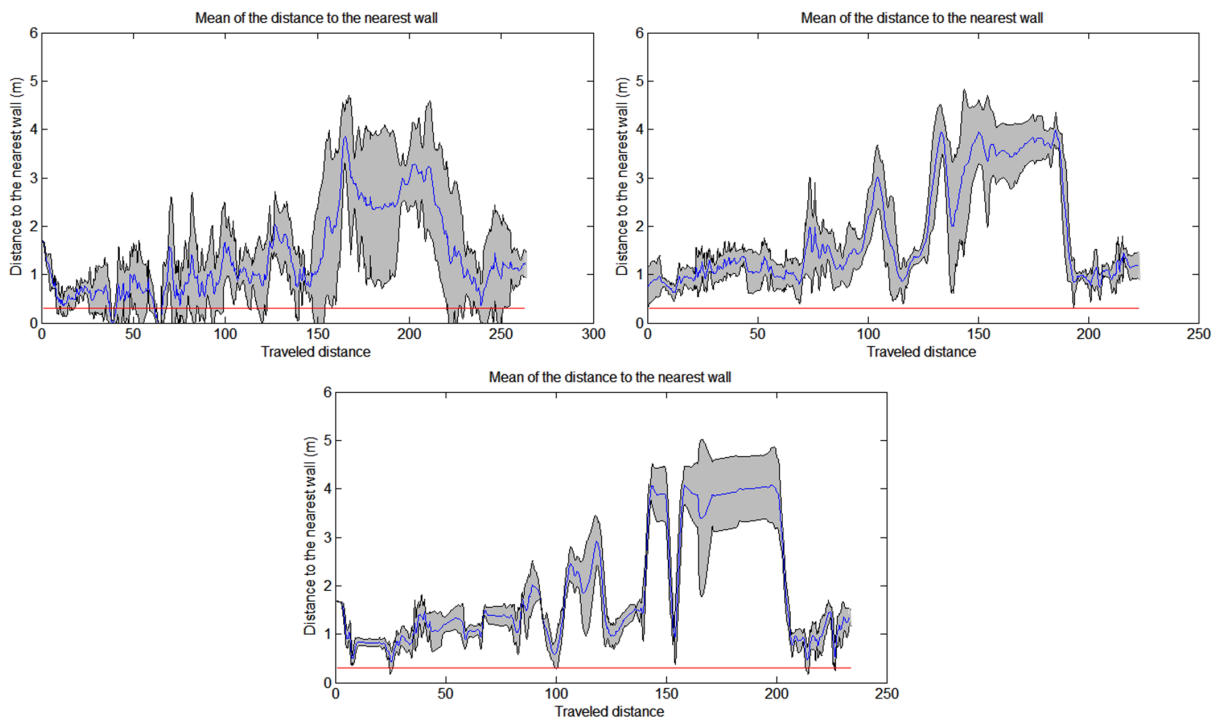 Mean of the distance to the nearest wall
Distance to the nearest wall (m)
6
5
4
3
2
1
0
0 50 100 150 200 250 300
Traveled distance
Mean of the distance to the nearest wall
Distance to the nearest wall (m)
6
5
4
3
2
1
0
0 50 100 150 200 250
Traveled distance
Mean of the distance to the nearest wall
Distance to the nearest wall (m)
6
5
4
3
2
1
0
0 50 100 150 200 250
Traveled distance